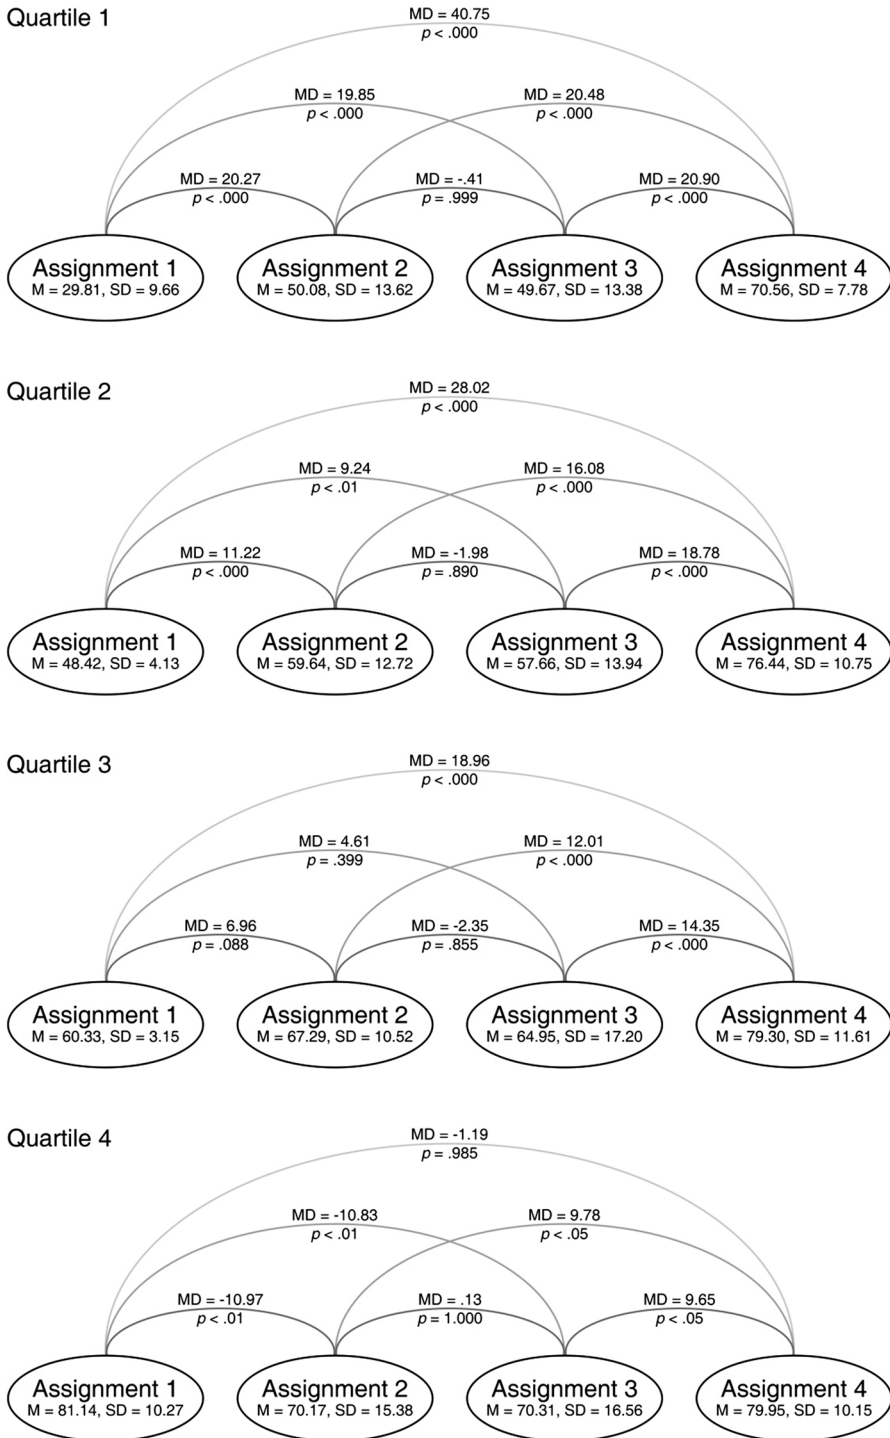 Quartile 1
MD = 40.75
p < .000
MD = 19.85
p < .000
MD = 20.48
p < .000
MD = 20.27
p < .000
MD = -.41
p = .999
MD = 20.90
p < .000
Assignment 1
M = 29.81, SD = 9.66
Assignment 2
M = 50.08, SD = 13.62
Assignment 3
M = 49.67, SD = 13.38
Assignment 4
M = 70.56, SD = 7.78
Quartile 2
MD = 28.02
p < .000
MD = 9.24
p < .01
MD = 16.08
p < .000
MD = 11.22
p < .000
MD = -1.98
p = .890
MD = 18.78
p < .000
Assignment 1
M = 48.42, SD = 4.13
Assignment 2
M = 59.64, SD = 12.72
Assignment 3
M = 57.66, SD = 13.94
Assignment 4
M = 76.44, SD = 10.75
Quartile 3
MD = 18.96
p < .000
MD = 4.61
p = .399
MD = 12.01
p < .000
MD = 6.96
p = .088
MD = -2.35
p = .855
MD = 14.35
p < .000
Assignment 1
M = 60.33, SD = 3.15
Assignment 2
M = 67.29, SD = 10.52
Assignment 3
M = 64.95, SD = 17.20
Assignment 4
M = 79.30, SD = 11.61
Quartile 4
MD = -1.19
p = .985
MD = -10.83
p < .01
MD = 9.78
p < .05
MD = -10.97
p < .01
MD = .13
p = 1.000
MD = 9.65
p < .05
Assignment 1
M = 81.14, SD = 10.27
Assignment 2
M = 70.17, SD = 15.38
Assignment 3
M = 70.31, SD = 16.56
Assignment 4
M = 79.95, SD = 10.15